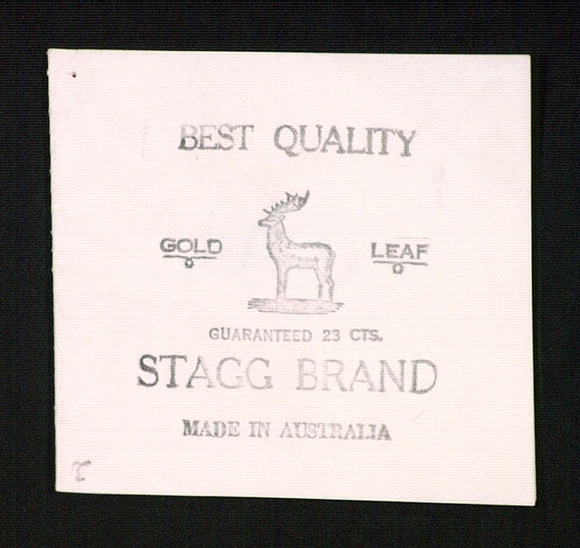 BEST QUALITY
GOLD LEAF
GUARANTEED 23 CTS.
STAGG BRAND
MADE IN AUSTRALIA